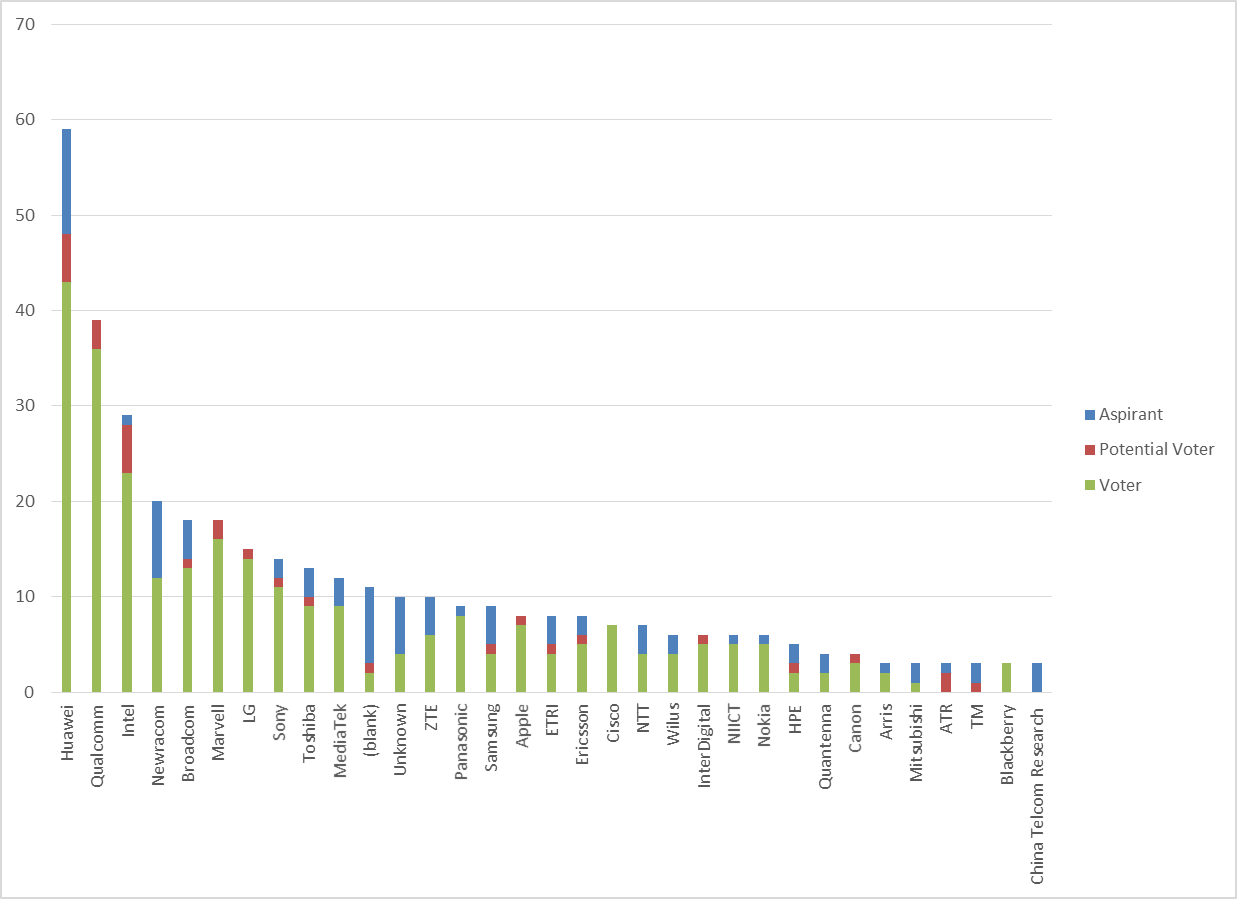 70
60
50
40
30
20
10
0
Huawei
Qualcomm
Intel
Newracom
Broadcom
Marvell
LG
Sony
Toshiba
MediaTek
(blank)
Unknown
ZTE
Panasonic
Samsung
Apple
ETRI
Ericsson
Cisco
NTT
Wilus
InterDigital
NIICT
Nokia
HPE
Quantenna
Canon
Arris
Mitsubishi
ATR
TM
Blackberry
China Telcom Research
Aspirant
Potential Voter
Voter